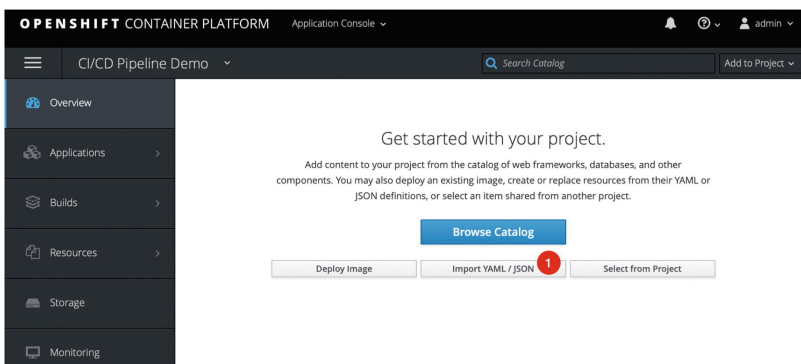 OPENSHIFT CONTAINER PLATFORM Application Console admin
CI/CD Pipeline Demo Search Catalog Add to Project
Overview
Get started with your project.
Applications
Add content to your project from the catalog of web frameworks, databases, and other
components. You may also deploy an existing image, create or replace resources from their YAML or
JSON definitions, or select an item shared from another project.
Builds
Browse Catalog
Resources
Deploy Image Import YAML / JSON 1 Select from Project
Storage
Monitoring